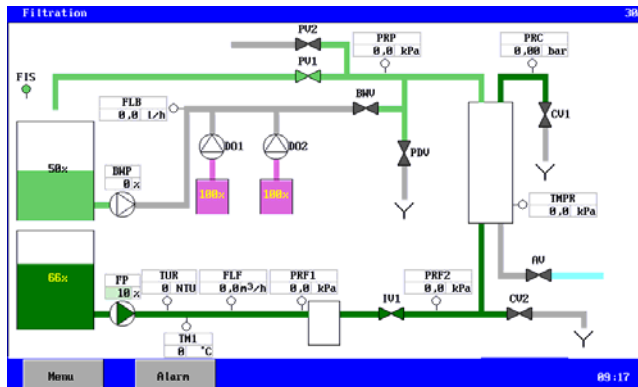 Filtration 30
PV2
PRP
0,0 kPa
PRC
0,00 bar
PV1
FIS
FLB
0,0 l/h
BWV
CV1
DO1
DO2
PDV
50%
BWP
0%
100%
100%
TMPR
0,0 kPa
66%
FP
10%
TUR
0 NTU
FLF
0,0m³/h
PRF1
0,0 kPa
PRF2
0,0 kPa
AV
IV1
CV2
TM1
0 °C
Menu
Alarm
09:17